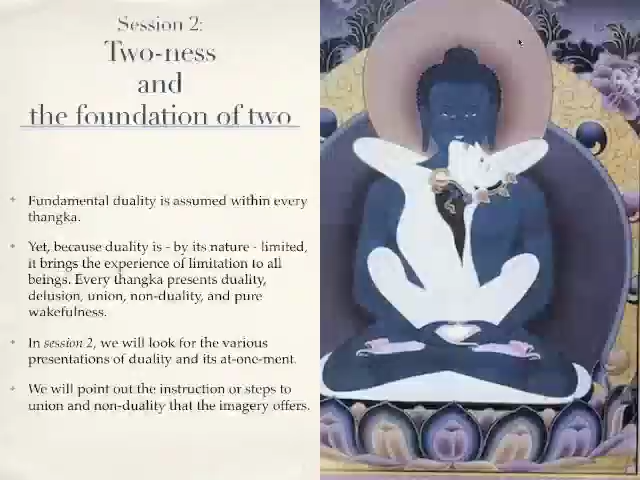 Session 2:
Two-ness
and
the foundation of two
Fundamental duality is assumed within every
thangka.
Yet, because duality is - by its nature - limited,
it brings the experience of limitation to all
beings. Every thangka presents duality,
delusion, union, non-duality, and pure
wakefulness.
In session 2, we will look for the various
presentations of duality and its at-one-ment.
We will point out the instruction or steps to
union and non-duality that the imagery offers.